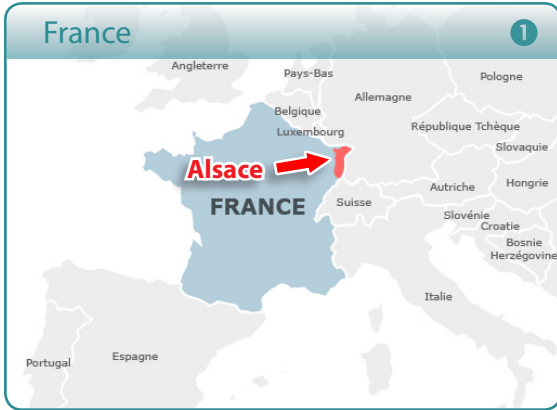 France
1
Angleterre
Pays-Bas
Pologne
Allemagne
Belgique
Luxembourg
République Tchèque
Slovaquie
Alsace
Autriche
Hongrie
FRANCE
Suisse
Slovénie
Croatie
Bosnie
Herzégovine
Italie
Espagne
Portugal